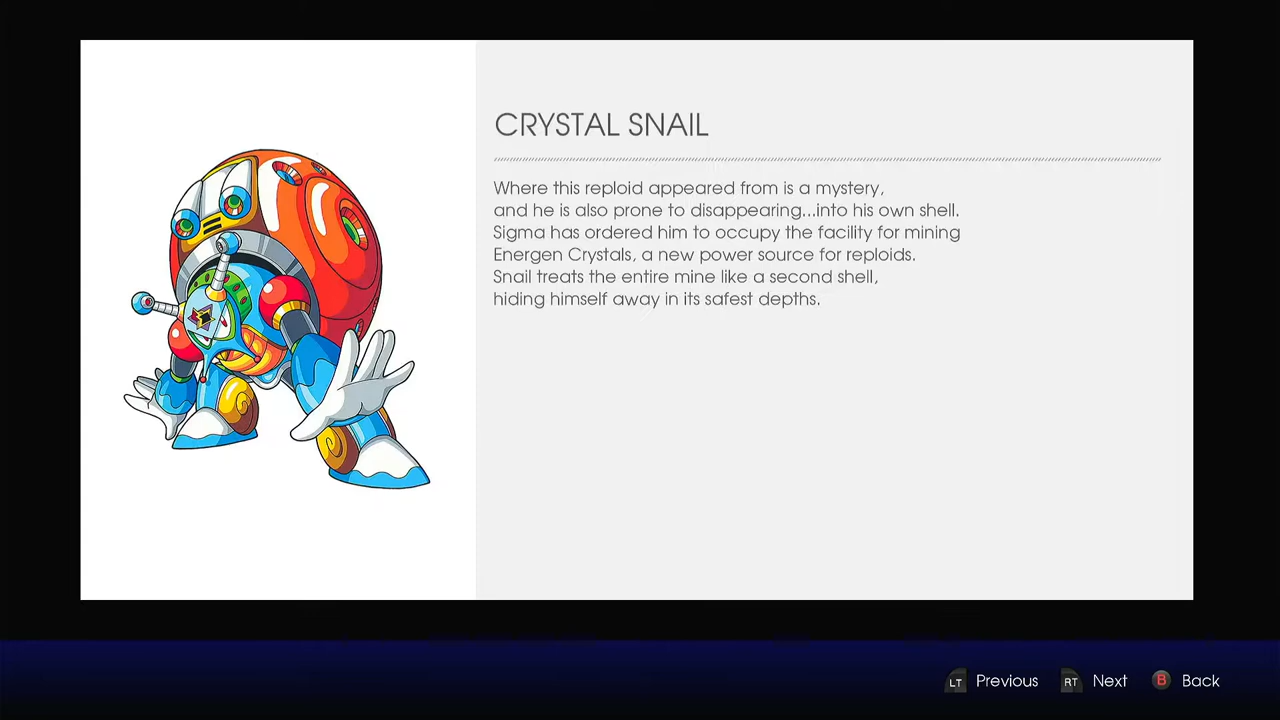 CRYSTAL SNAIL
Where this reploid appeared from is a mystery,
and he is also prone to disappearing...into his own shell.
Sigma has ordered him to occupy the facility for mining
Energen Crystals, a new power source for reploids.
Snail treats the entire mine like a second shell,
hiding himself away in its safest depths.
LT Previous RT Next B Back